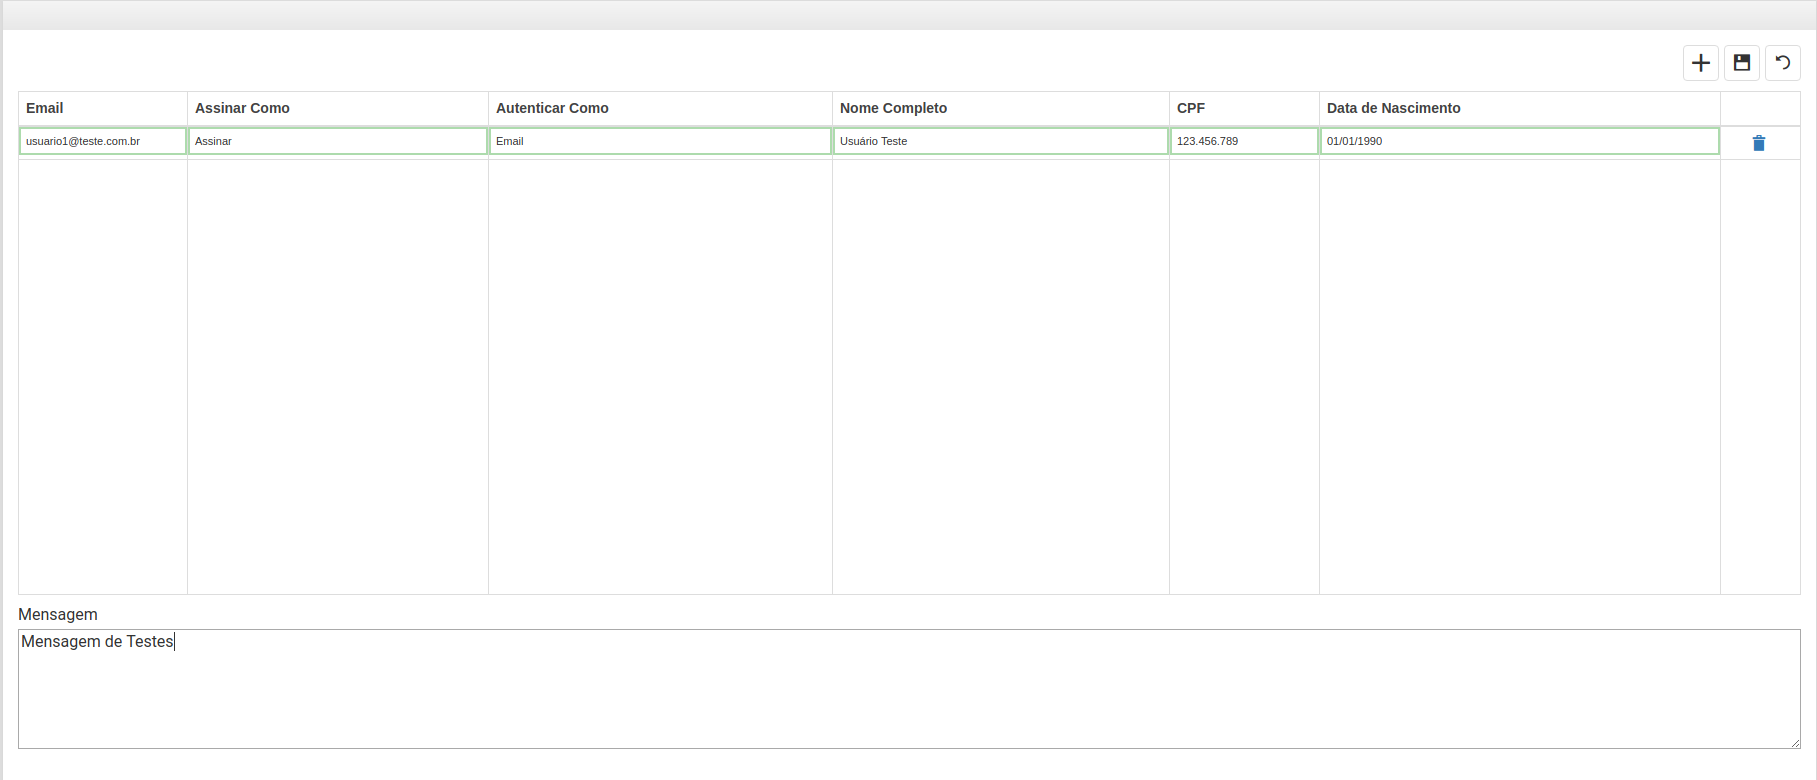 Email Assinar Como Autenticar Como Nome Completo CPF Data de Nascimento
usuario1@teste.com.br Assinar Email Usuário Teste 123.456.789 01/01/1990
Mensagem
Mensagem de Testes